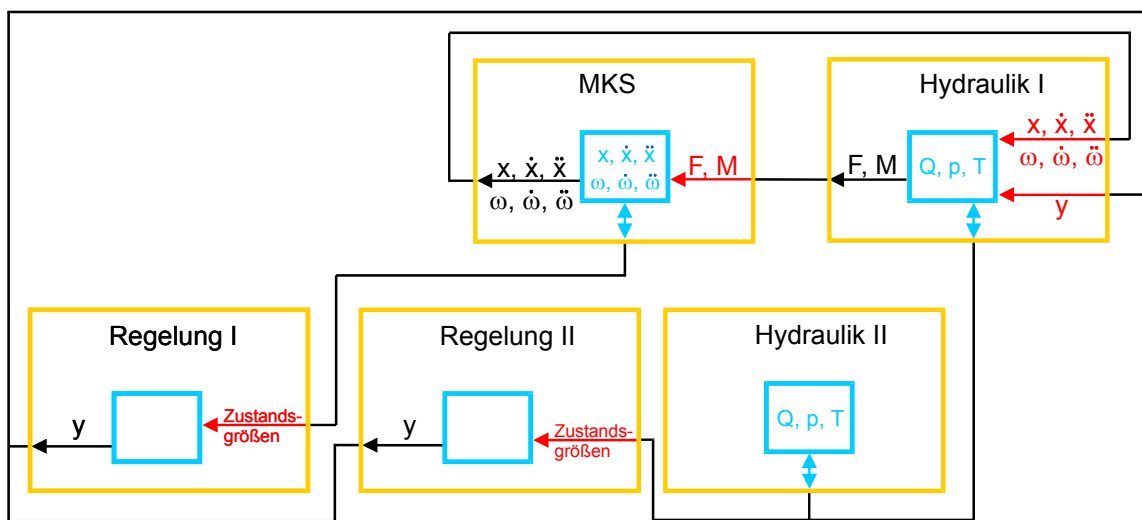 MKS
x, ẋ, ẍ
ω, ω̇, ω̈
x, ẋ, ẍ
ω, ω̇, ω̈
F, M
Hydraulik I
F, M
Q, p, T
x, ẋ, ẍ
ω, ω̇, ω̈
y
Regelung I
y
Zustands-
größen
Regelung II
y
Zustands-
größen
Hydraulik II
Q, p, T